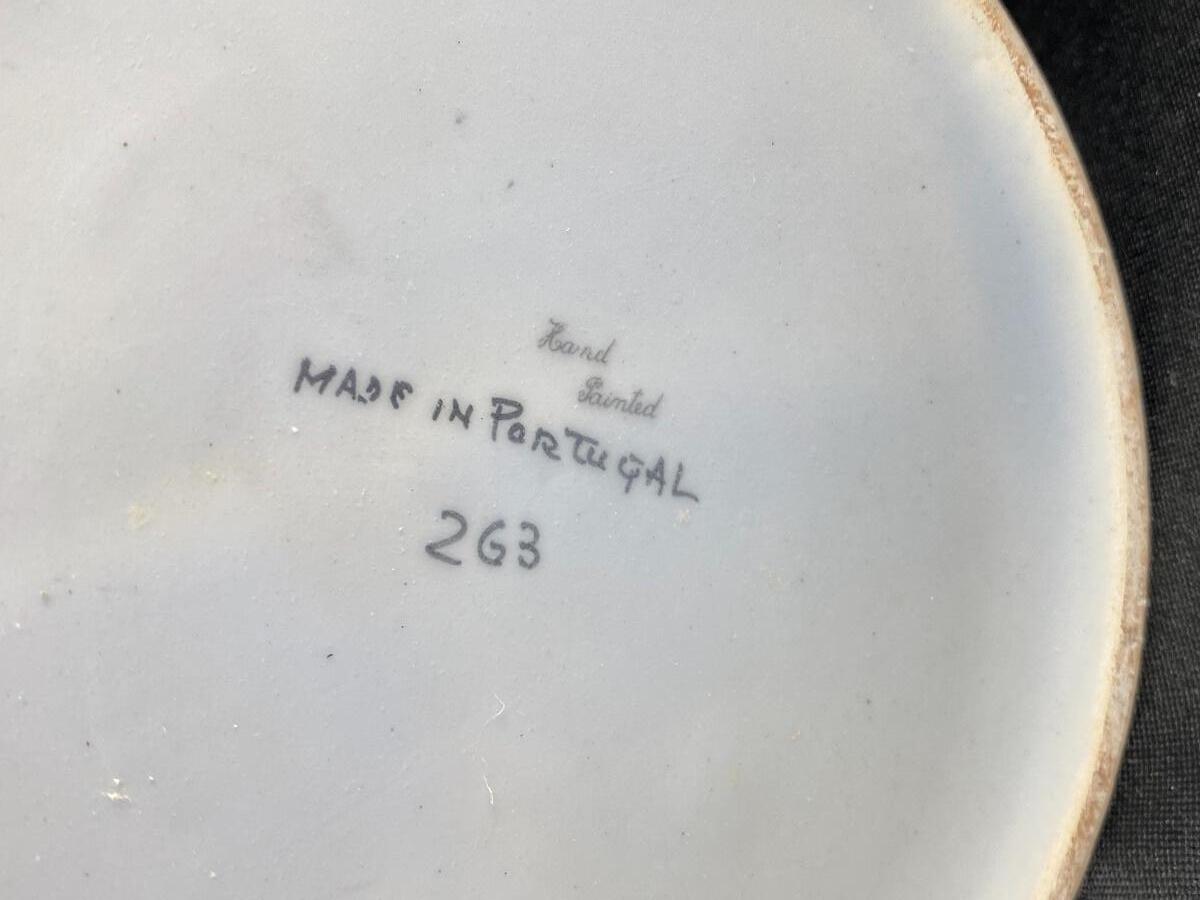 Hand
Painted
MADE IN PORTUGAL
263